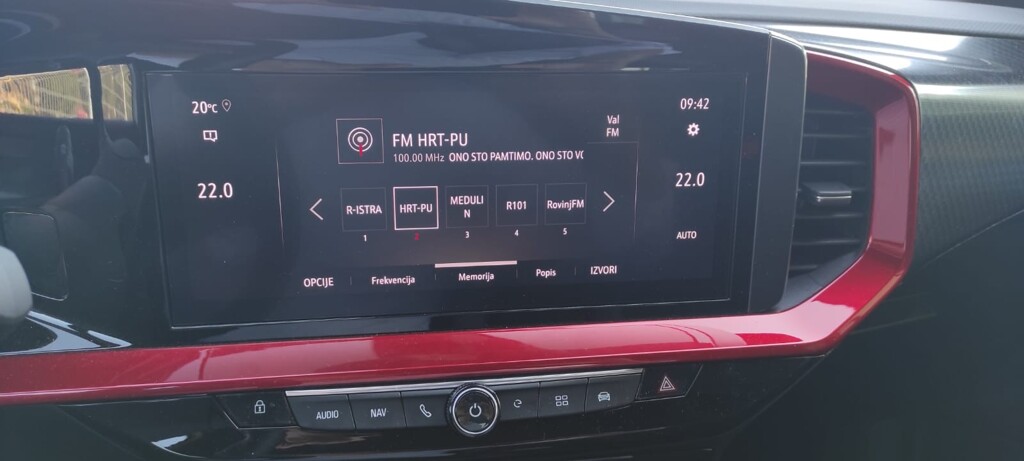 20°C
09:42
Val
FM
FM HRT-PU
100.00 MHz ONO STO PAMTIMO. ONO STO VO
22.0
22.0
R-ISTRA
HRT-PU
MEDULI
N
R101
RovinjFM
1
2
3
4
5
AUTO
OPCIJE
Frekvencija
Memorija
Popis
IZVORI
AUDIO
NAV